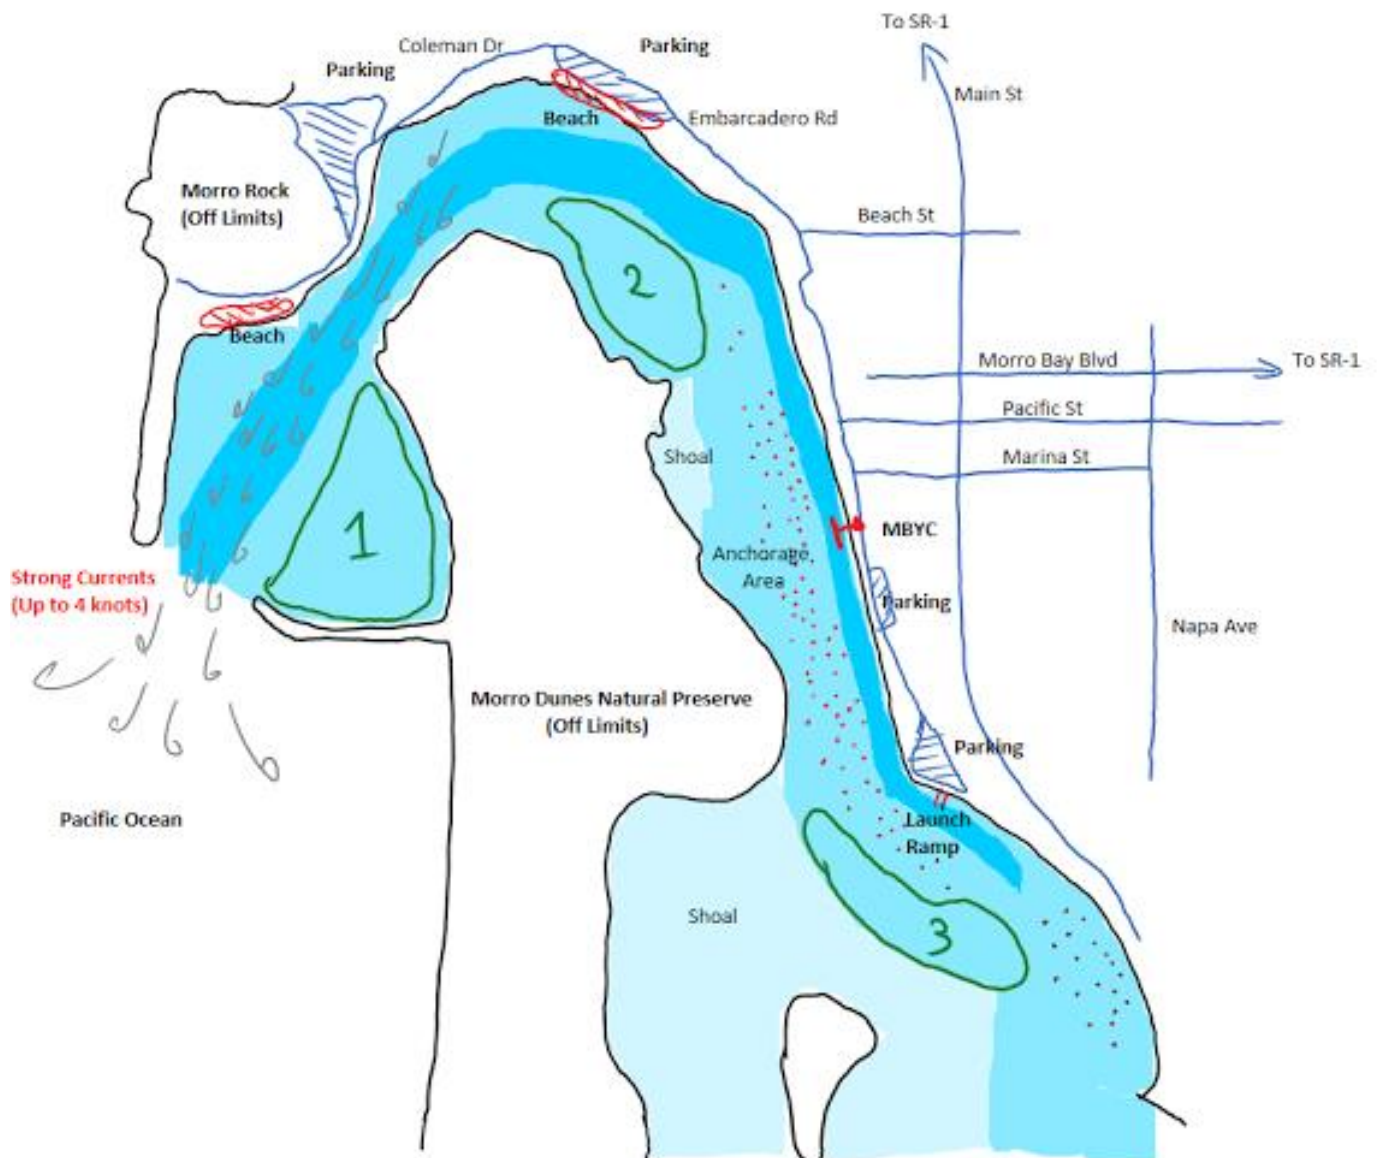 To SR-1
Coleman Dr
Parking
Parking
Main St
Beach
Embarcadero Rd
Morro Rock
(Off Limits)
Beach St
2
Beach
Morro Bay Blvd
To SR-1
Pacific St
Shoal
Marina St
1
MBYC
Anchorage
Area
Strong Currents
(Up to 4 knots)
Parking
Napa Ave
Morro Dunes Natural Preserve
(Off Limits)
Parking
Pacific Ocean
Launch
Ramp
Shoal
3